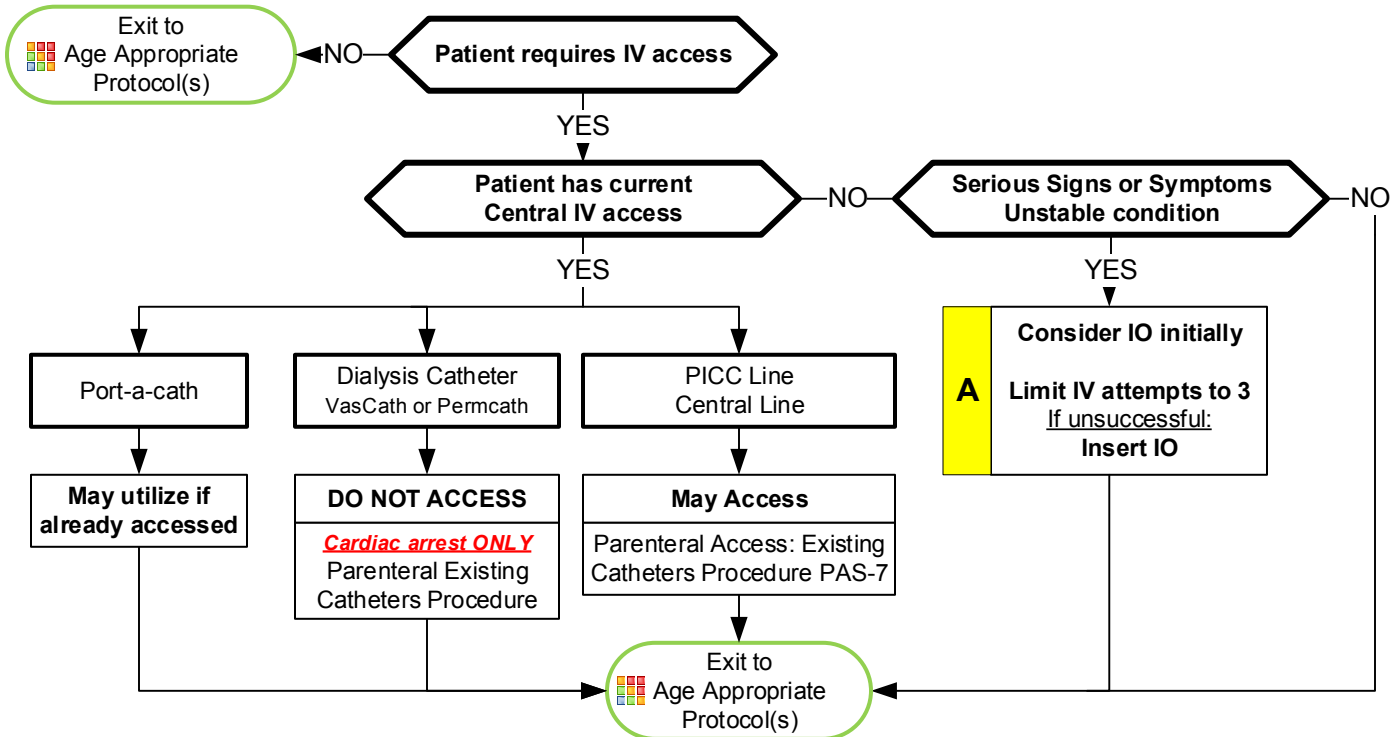 Exit to
Age Appropriate
Protocol(s)
NO
Patient requires IV access
YES
Patient has current
Central IV access
NO
Serious Signs or Symptoms
Unstable condition
NO
YES
YES
Port-a-cath
Dialysis Catheter
VasCath or Permcath
PICC Line
Central Line
A
Consider IO initially
Limit IV attempts to 3
If unsuccessful:
Insert IO
May utilize if
already accessed
DO NOT ACCESS
Cardiac arrest ONLY
Parenteral Existing
Catheters Procedure
May Access
Parenteral Access: Existing
Catheters Procedure PAS-7
Exit to
Age Appropriate
Protocol(s)